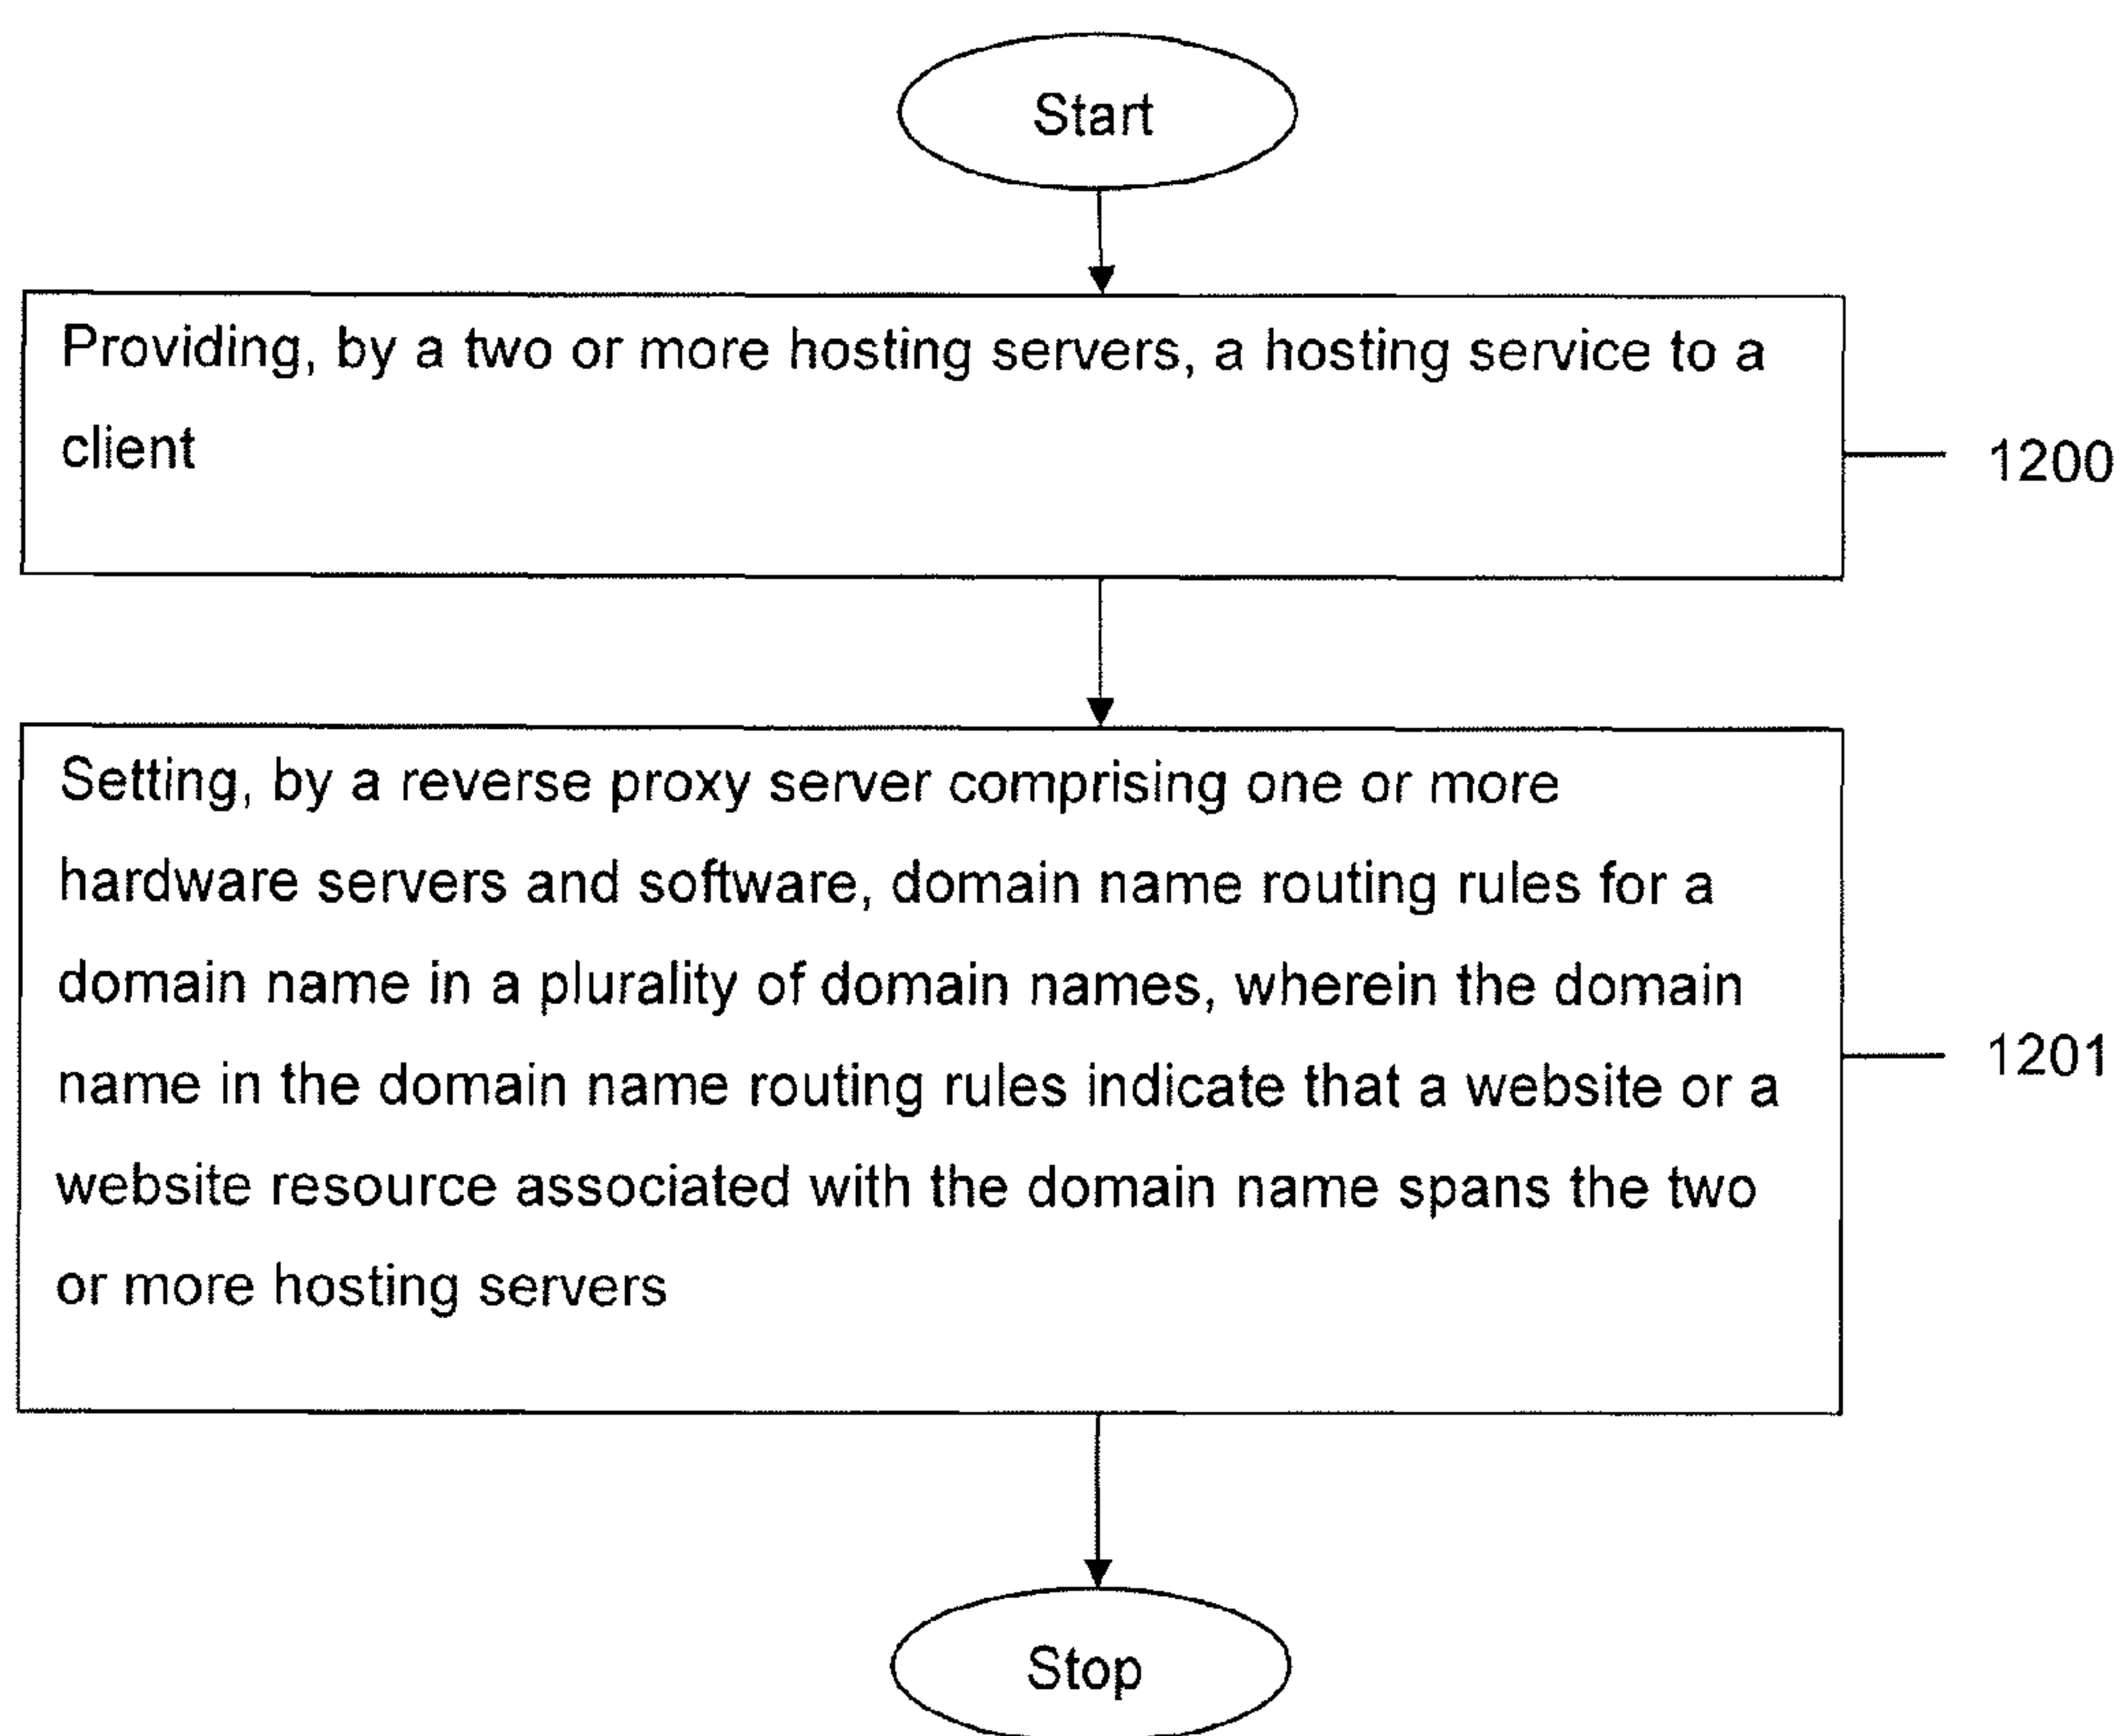 Start
Providing, by a two or more hosting servers, a hosting service to a
client
1200
Setting, by a reverse proxy server comprising one or more
hardware servers and software, domain name routing rules for a
domain name in a plurality of domain names, wherein the domain
name in the domain name routing rules indicate that a website or a
website resource associated with the domain name spans the two
or more hosting servers
1201
Stop